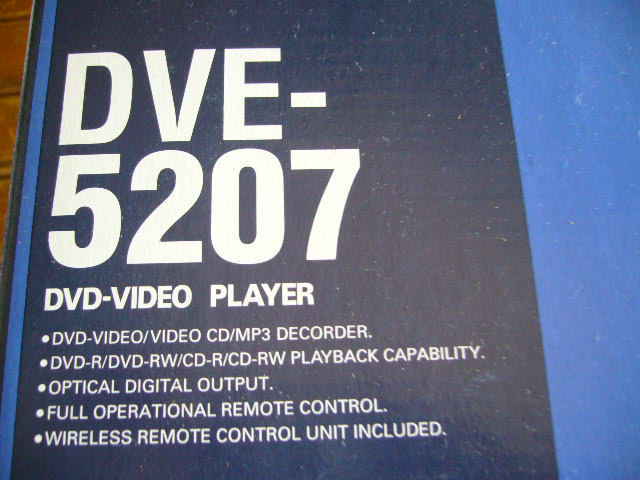 DVE-
5207
DVD-VIDEO PLAYER
•DVD-VIDEO/VIDEO CD/MP3 DECORDER.
•DVD-R/DVD-RW/CD-R/CD-RW PLAYBACK CAPABILITY.
•OPTICAL DIGITAL OUTPUT.
•FULL OPERATIONAL REMOTE CONTROL.
•WIRELESS REMOTE CONTROL UNIT INCLUDED.